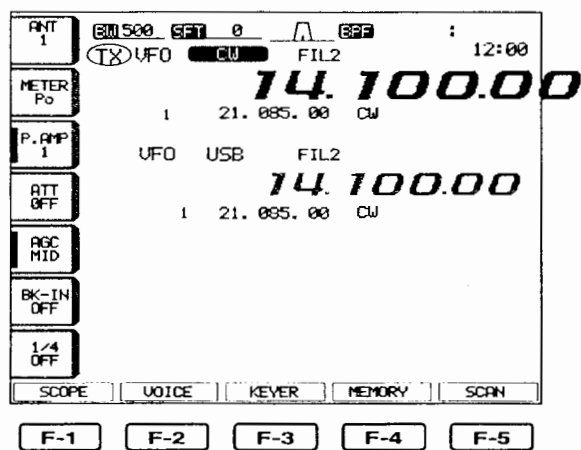 ANT
1
BW 500 SFT 0 BPF :
TX VFO CW FIL2 12:00
14.100.00
1 21.085.00 CW
METER
Po
P.AMP
1
VFO USB FIL2
14.100.00
1 21.085.00 CW
ATT
OFF
AGC
MID
BK-IN
OFF
1/4
OFF
SCOPE VOICE KEYER MEMORY SCAN
F-1 F-2 F-3 F-4 F-5